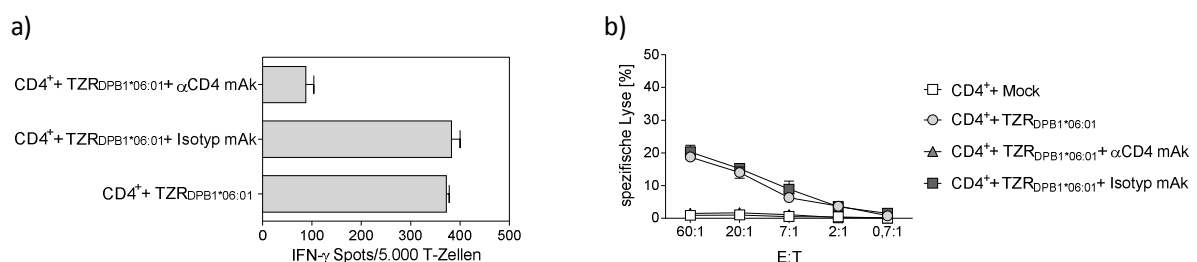 a)
CD4⁺+ TZRDPB1*06:01+ αCD4 mAk
CD4⁺+ TZRDPB1*06:01+ Isotyp mAk
CD4⁺+ TZRDPB1*06:01
0 100 200 300 400 500
IFN-γ Spots/5.000 T-Zellen
b)
spezifische Lyse [%]
50
40
30
20
10
0
60:1 20:1 7:1 2:1 0,7:1
E:T
CD4⁺+ Mock
CD4⁺+ TZRDPB1*06:01
CD4⁺+ TZRDPB1*06:01+ αCD4 mAk
CD4⁺+ TZRDPB1*06:01+ Isotyp mAk